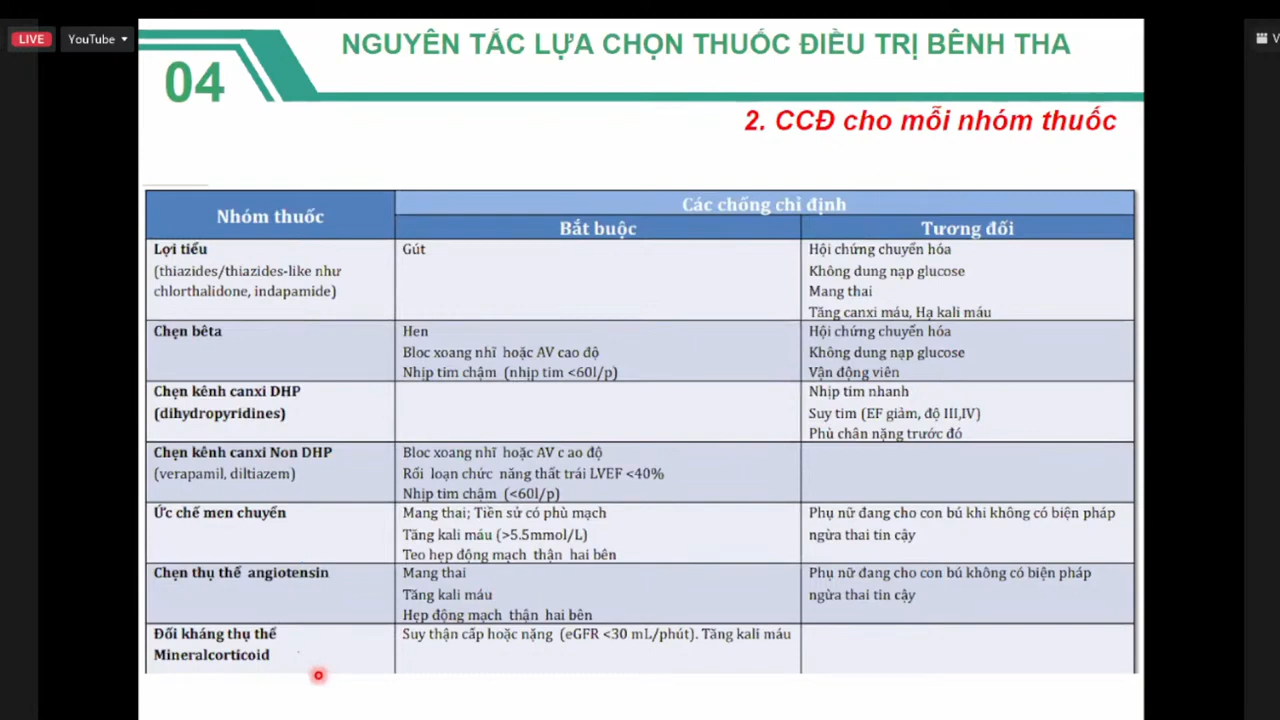 LIVE
YouTube
V
NGUYÊN TẮC LỰA CHỌN THUỐC ĐIỀU TRỊ BÊNH THA
04
2. CCĐ cho mỗi nhóm thuốc
Nhóm thuốc
Các chống chỉ định
Bắt buộc
Tương đối
Lợi tiểu
(thiazides/thiazides-like như
chlorthalidone, indapamide)
Gút
Hội chứng chuyển hóa
Không dung nạp glucose
Mang thai
Tăng canxi máu, Hạ kali máu
Chẹn bêta
Hen
Bloc xoang nhĩ hoặc AV cao độ
Nhịp tim chậm (nhịp tim <60l/p)
Hội chứng chuyển hóa
Không dung nạp glucose
Vận động viên
Chẹn kênh canxi DHP
(dihydropyridines)
Nhịp tim nhanh
Suy tim (EF giảm, độ III,IV)
Phù chân nặng trước đó
Chẹn kênh canxi Non DHP
(verapamil, diltiazem)
Bloc xoang nhĩ hoặc AV c ao độ
Rối loạn chức năng thất trái LVEF <40%
Nhịp tim chậm (<60l/p)
Ức chế men chuyển
Mang thai; Tiền sử có phù mạch
Tăng kali máu (>5.5mmol/L)
Teo hẹp động mạch thận hai bên
Phụ nữ đang cho con bú khi không có biện pháp
ngừa thai tin cậy
Chẹn thụ thể angiotensin
Mang thai
Tăng kali máu
Hẹp động mạch thận hai bên
Phụ nữ đang cho con bú không có biện pháp
ngừa thai tin cậy
Đối kháng thụ thể
Mineralcorticoid
Suy thận cấp hoặc nặng (eGFR <30 mL/phút). Tăng kali máu